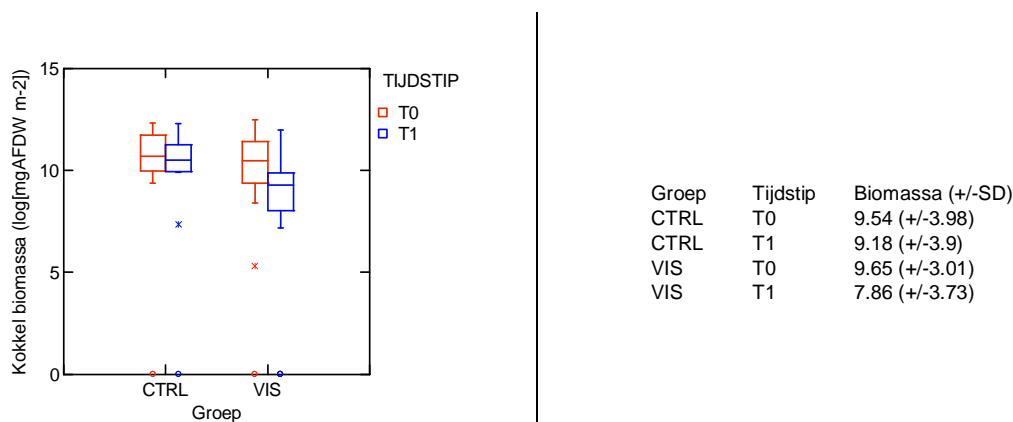 Kokkel biomassa (log[mgAFDW m-2])
15
10
5
0
CTRL VIS
Groep
TIJDSTIP
T0
T1
Groep Tijdstip Biomassa (+/-SD)
CTRL T0 9.54 (+/-3.98)
CTRL T1 9.18 (+/-3.9)
VIS T0 9.65 (+/-3.01)
VIS T1 7.86 (+/-3.73)